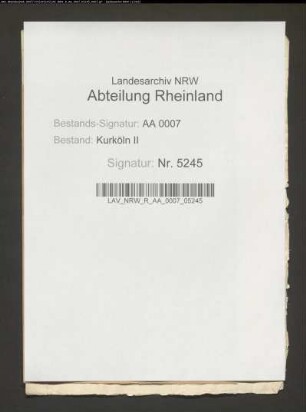 Landesarchiv NRW
Abteilung Rheinland
Bestands-Signatur: AA 0007
Bestand: Kurköln II
Signatur: Nr. 5245
LAV_NRW_R_AA_0007_05245